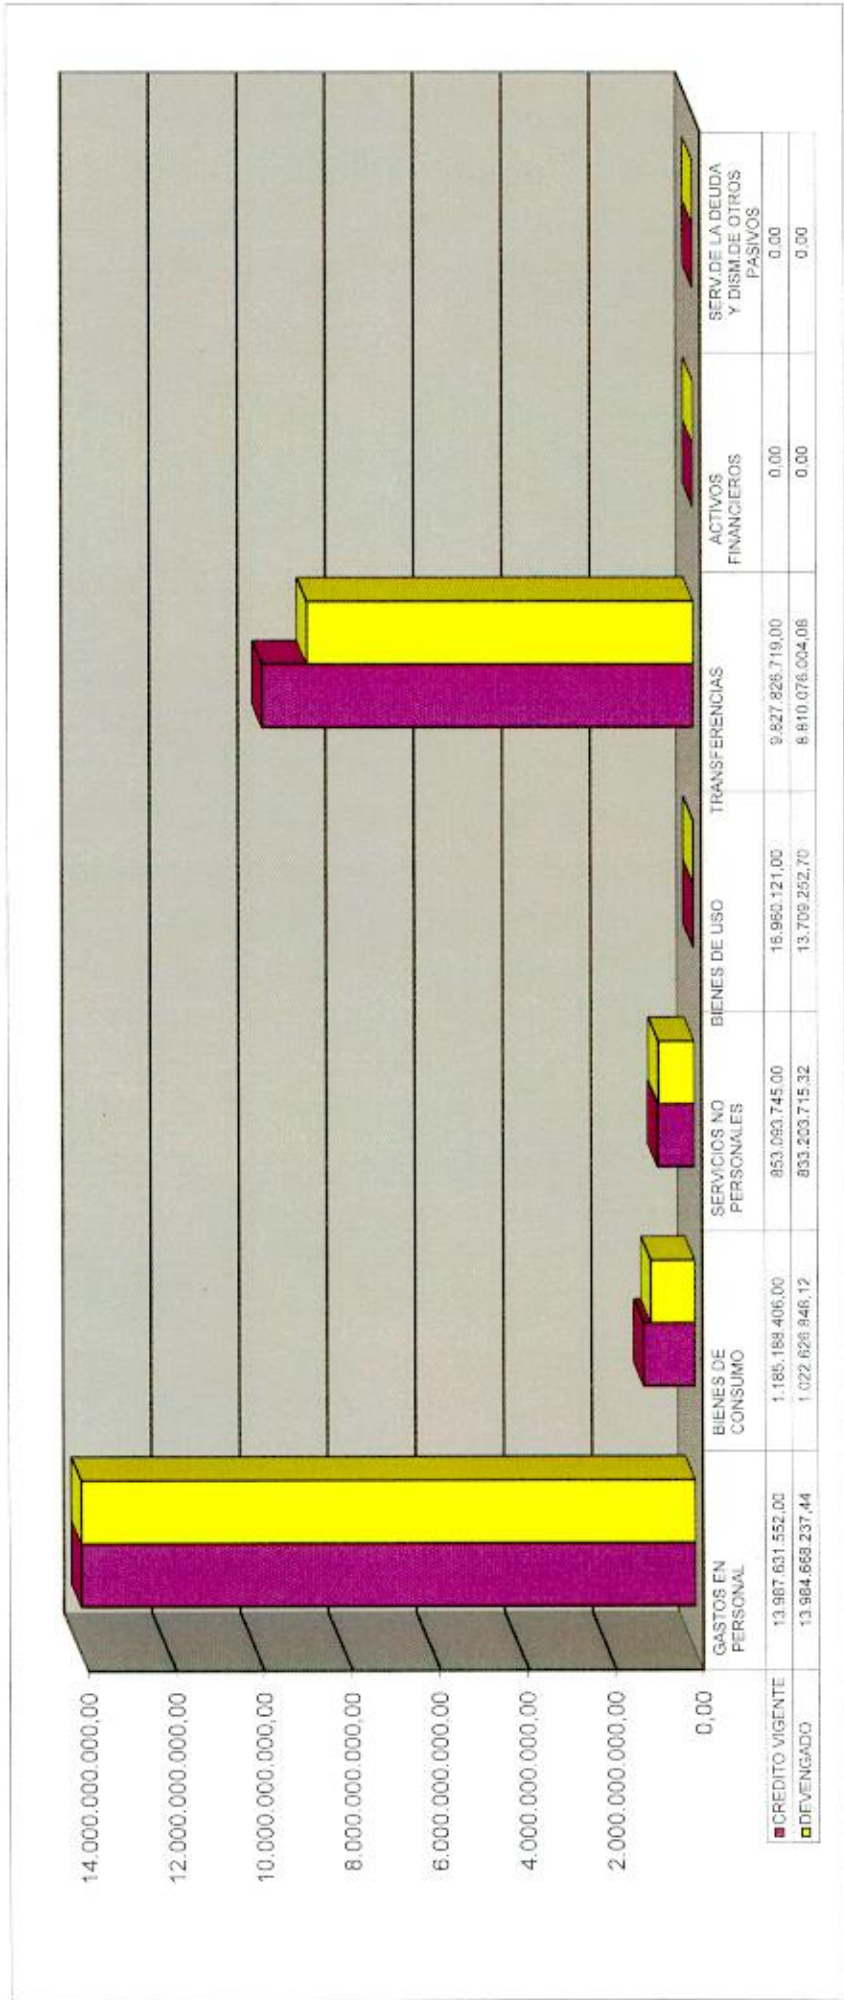 14.000.000.000,00
12.000.000.000,00
10.000.000.000,00
8.000.000.000,00
6.000.000.000,00
4.000.000.000,00
2.000.000.000,00
0,00
GASTOS EN
PERSONAL
BIENES DE
CONSUMO
SERVICIOS NO
PERSONALES
BIENES DE USO
TRANSFERENCIAS
ACTIVOS
FINANCIEROS
SERV.DE LA DEUDA
Y DISM.DE OTROS
PASIVOS
CREDITO VIGENTE 13.987.631.552,00 1.185.188.406,00 853.093.745,00 16.960.121,00 9.827.826.719,00 0,00 0,00
DEVENGADO 13.984.668.237,44 1.022.626.848,12 833.203.715,32 13.709.252,70 8.810.076.004,08 0,00 0,00